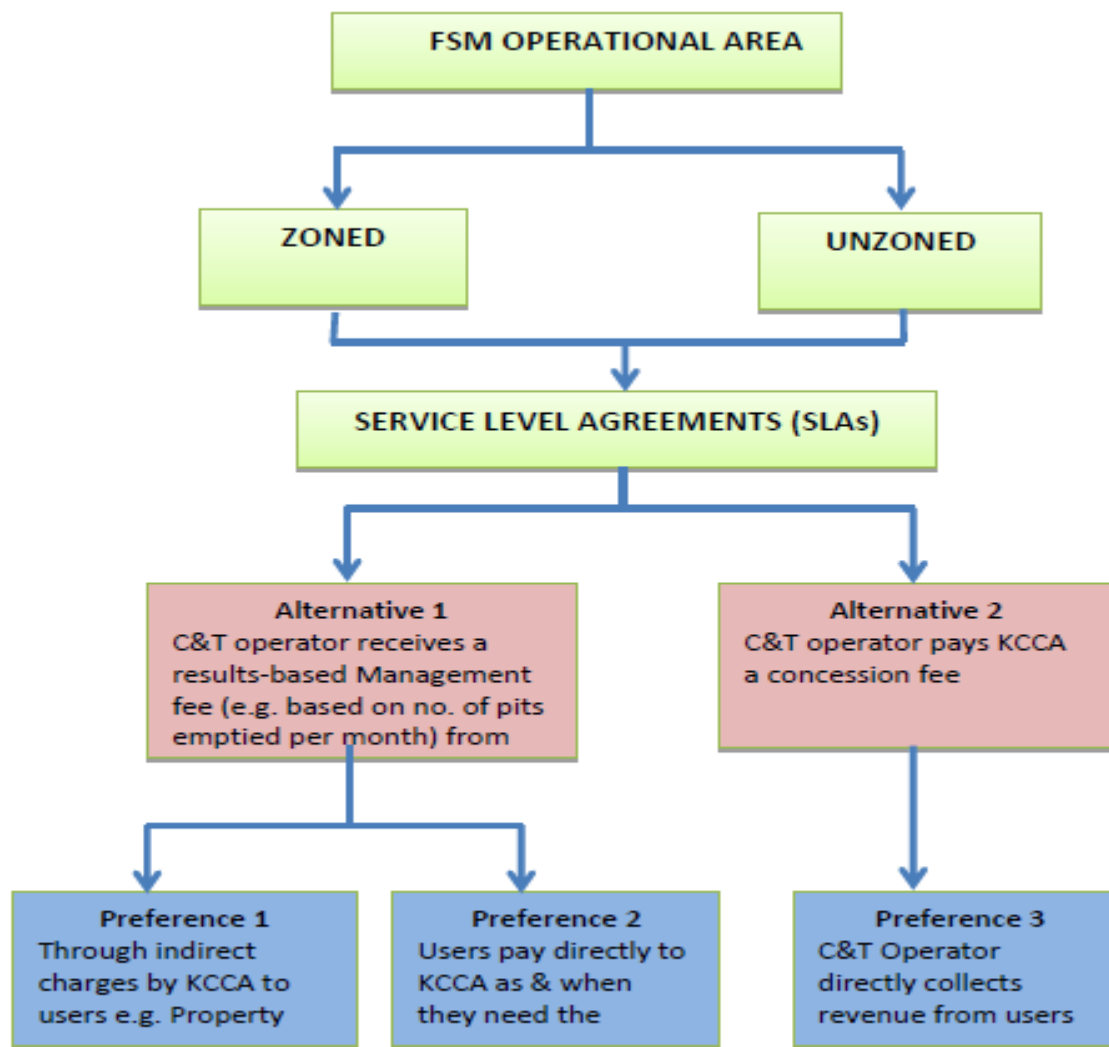 FSM OPERATIONAL AREA
ZONED
UNZONED
SERVICE LEVEL AGREEMENTS (SLAs)
Alternative 1
C&T operator receives a
results-based Management
fee (e.g. based on no. of pits
emptied per month) from
Alternative 2
C&T operator pays KCCA
a concession fee
Preference 1
Through indirect
charges by KCCA to
users e.g. Property
Preference 2
Users pay directly to
KCCA as & when
they need the
Preference 3
C&T Operator
directly collects
revenue from users